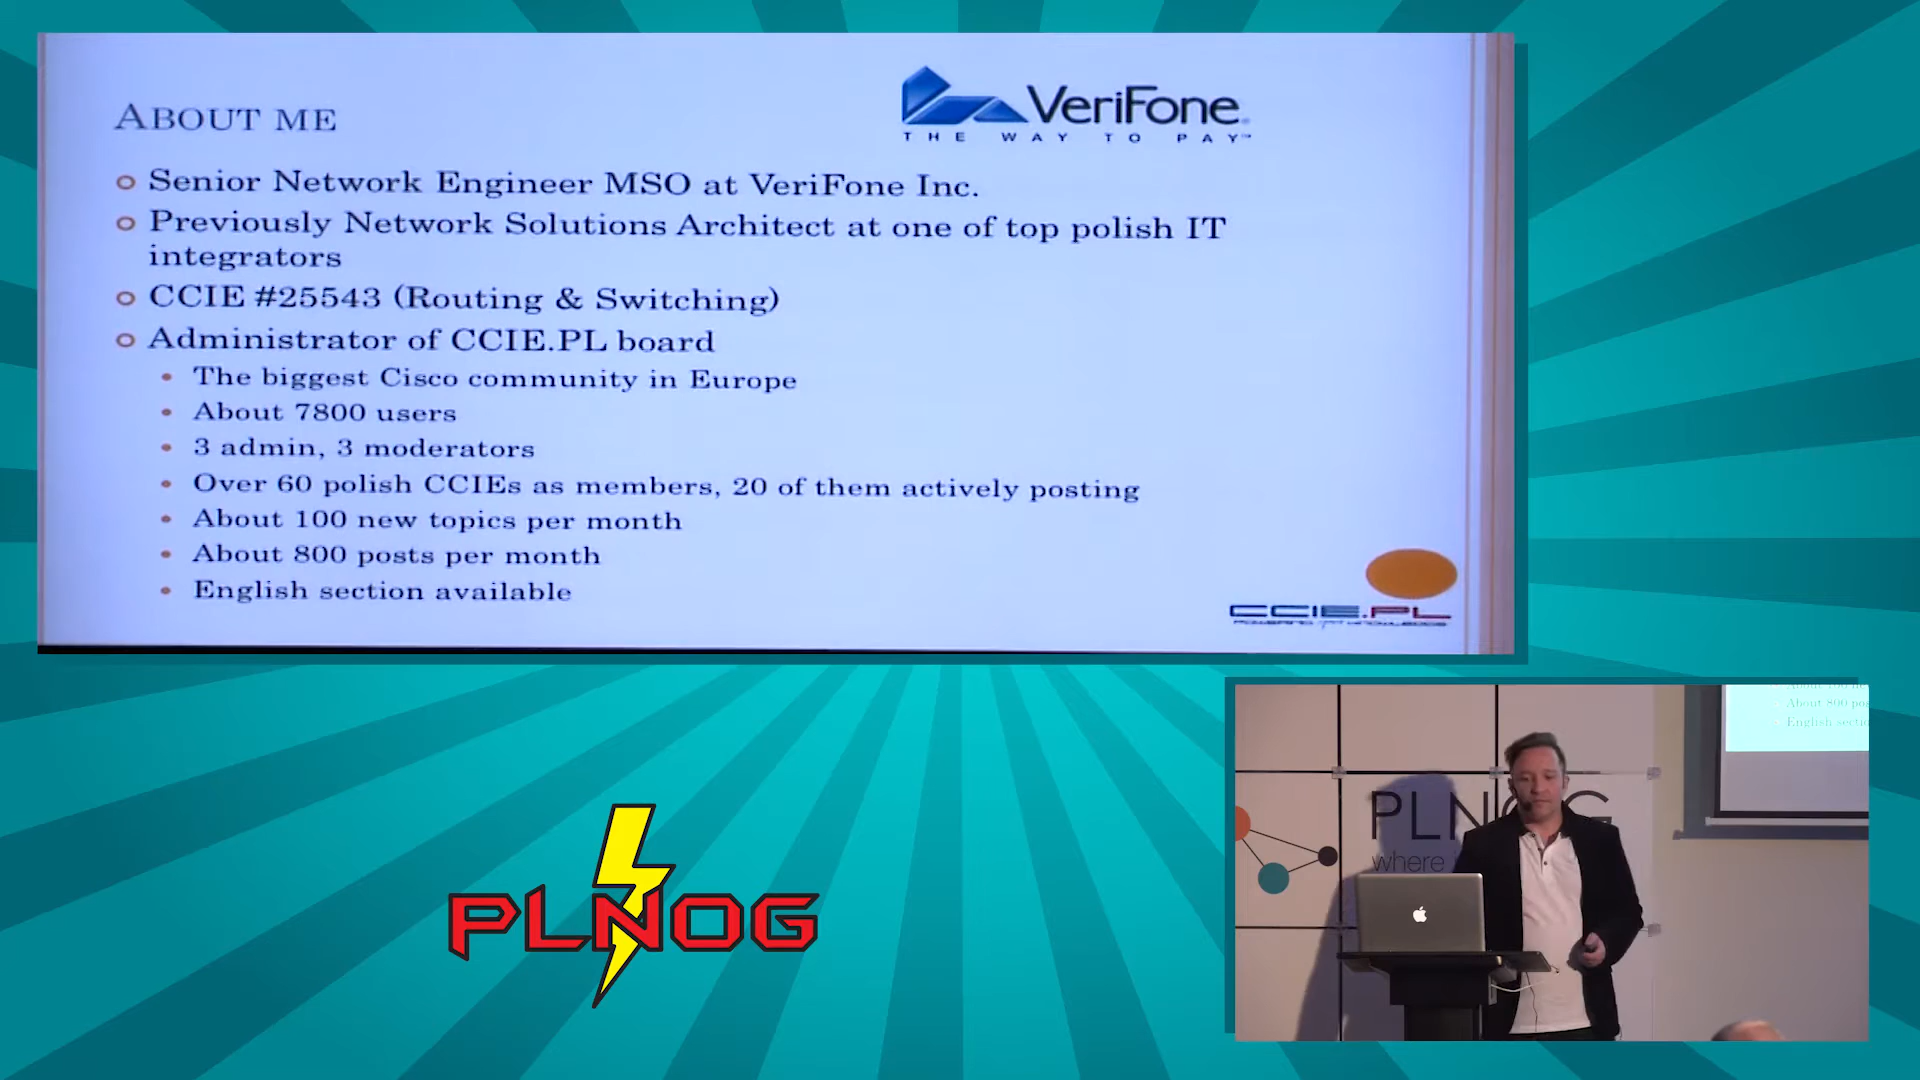 ABOUT ME
VeriFone
THE WAY TO PAY™
Senior Network Engineer MSO at VeriFone Inc.
Previously Network Solutions Architect at one of top polish IT
integrators
CCIE #25543 (Routing & Switching)
Administrator of CCIE.PL board
The biggest Cisco community in Europe
About 7800 users
3 admin, 3 moderators
Over 60 polish CCIEs as members, 20 of them actively posting
About 100 new topics per month
About 800 posts per month
English section available
CCIE.PL
PLNOG
About 800
English
PLNOG
where